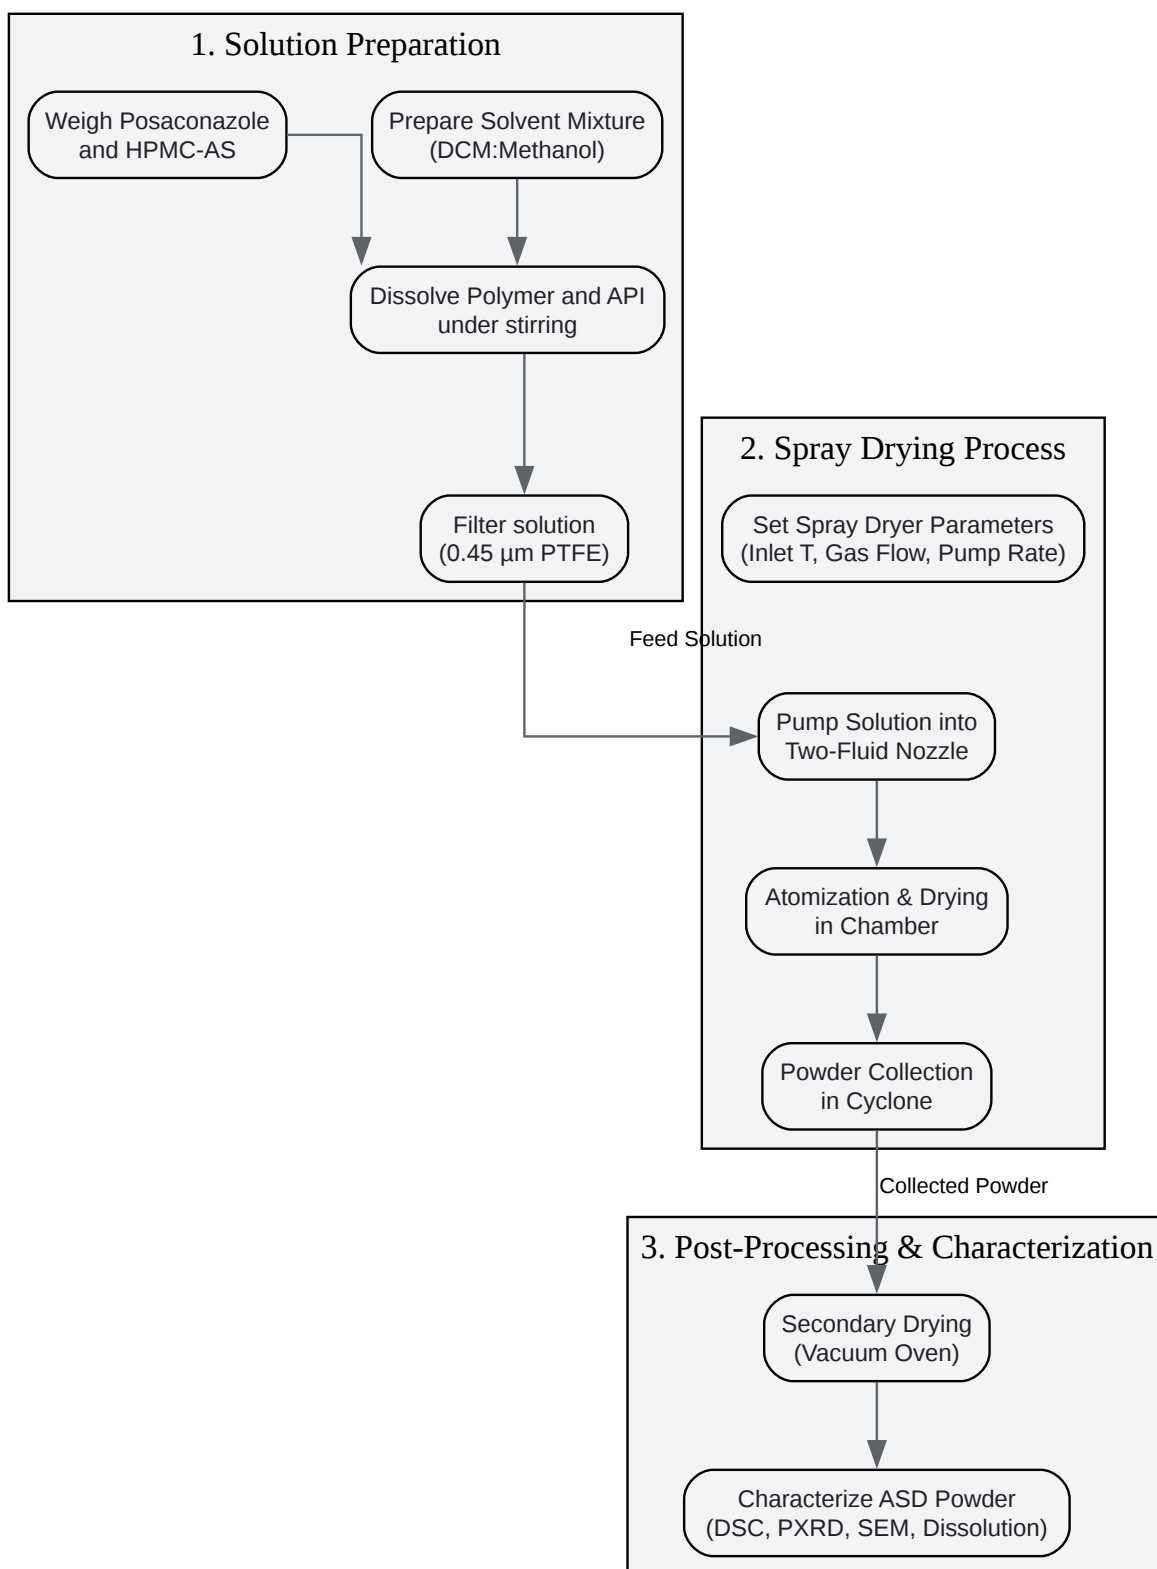 1. Solution Preparation
Weigh Posaconazole
and HPMC-AS
Prepare Solvent Mixture
(DCM:Methanol)
Dissolve Polymer and API
under stirring
Filter solution
(0.45 µm PTFE)
Feed Solution
2. Spray Drying Process
Set Spray Dryer Parameters
(Inlet T, Gas Flow, Pump Rate)
Pump Solution into
Two-Fluid Nozzle
Atomization & Drying
in Chamber
Powder Collection
in Cyclone
Collected Powder
3. Post-Processing & Characterization
Secondary Drying
(Vacuum Oven)
Characterize ASD Powder
(DSC, PXRD, SEM, Dissolution)